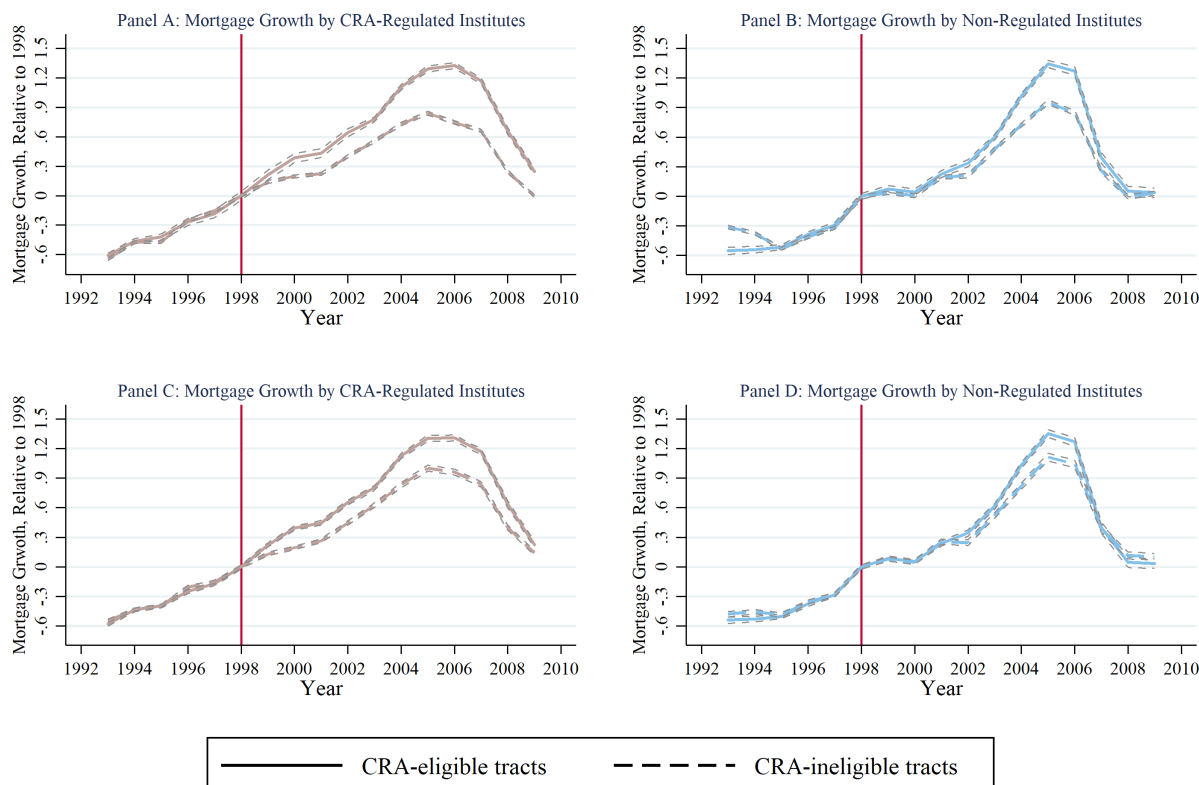 Panel A: Mortgage Growth by CRA-Regulated Institutes
Mortgage Grwoth, Relative to 1998
1.5
1.2
.9
.6
.3
0
-.3
-.6
1992 1994 1996 1998 2000 2002 2004 2006 2008 2010
Year
Panel B: Mortgage Growth by Non-Regulated Institutes
Mortgage Grwoth, Relative to 1998
1.5
1.2
.9
.6
.3
0
-.3
-.6
1992 1994 1996 1998 2000 2002 2004 2006 2008 2010
Year
Panel C: Mortgage Growth by CRA-Regulated Institutes
Mortgage Grwoth, Relative to 1998
1.5
1.2
.9
.6
.3
0
-.3
-.6
1992 1994 1996 1998 2000 2002 2004 2006 2008 2010
Year
Panel D: Mortgage Growth by Non-Regulated Institutes
Mortgage Grwoth, Relative to 1998
1.5
1.2
.9
.6
.3
0
-.3
-.6
1992 1994 1996 1998 2000 2002 2004 2006 2008 2010
Year
CRA-eligible tracts
CRA-ineligible tracts